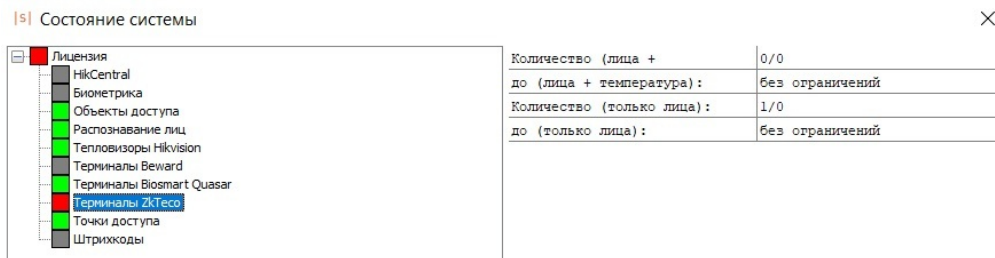 |s| Состояние системы
Лицензия
HikCentral
Биометрика
Объекты доступа
Распознавание лиц
Тепловизоры Hikvision
Терминалы Beward
Терминалы Biosmart Quasar
Терминалы ZkTeco
Точки доступа
Штрихкоды
Количество (лица + 0/0
до (лица + температура): без ограничений
Количество (только лица): 1/0
до (только лица): без ограничений